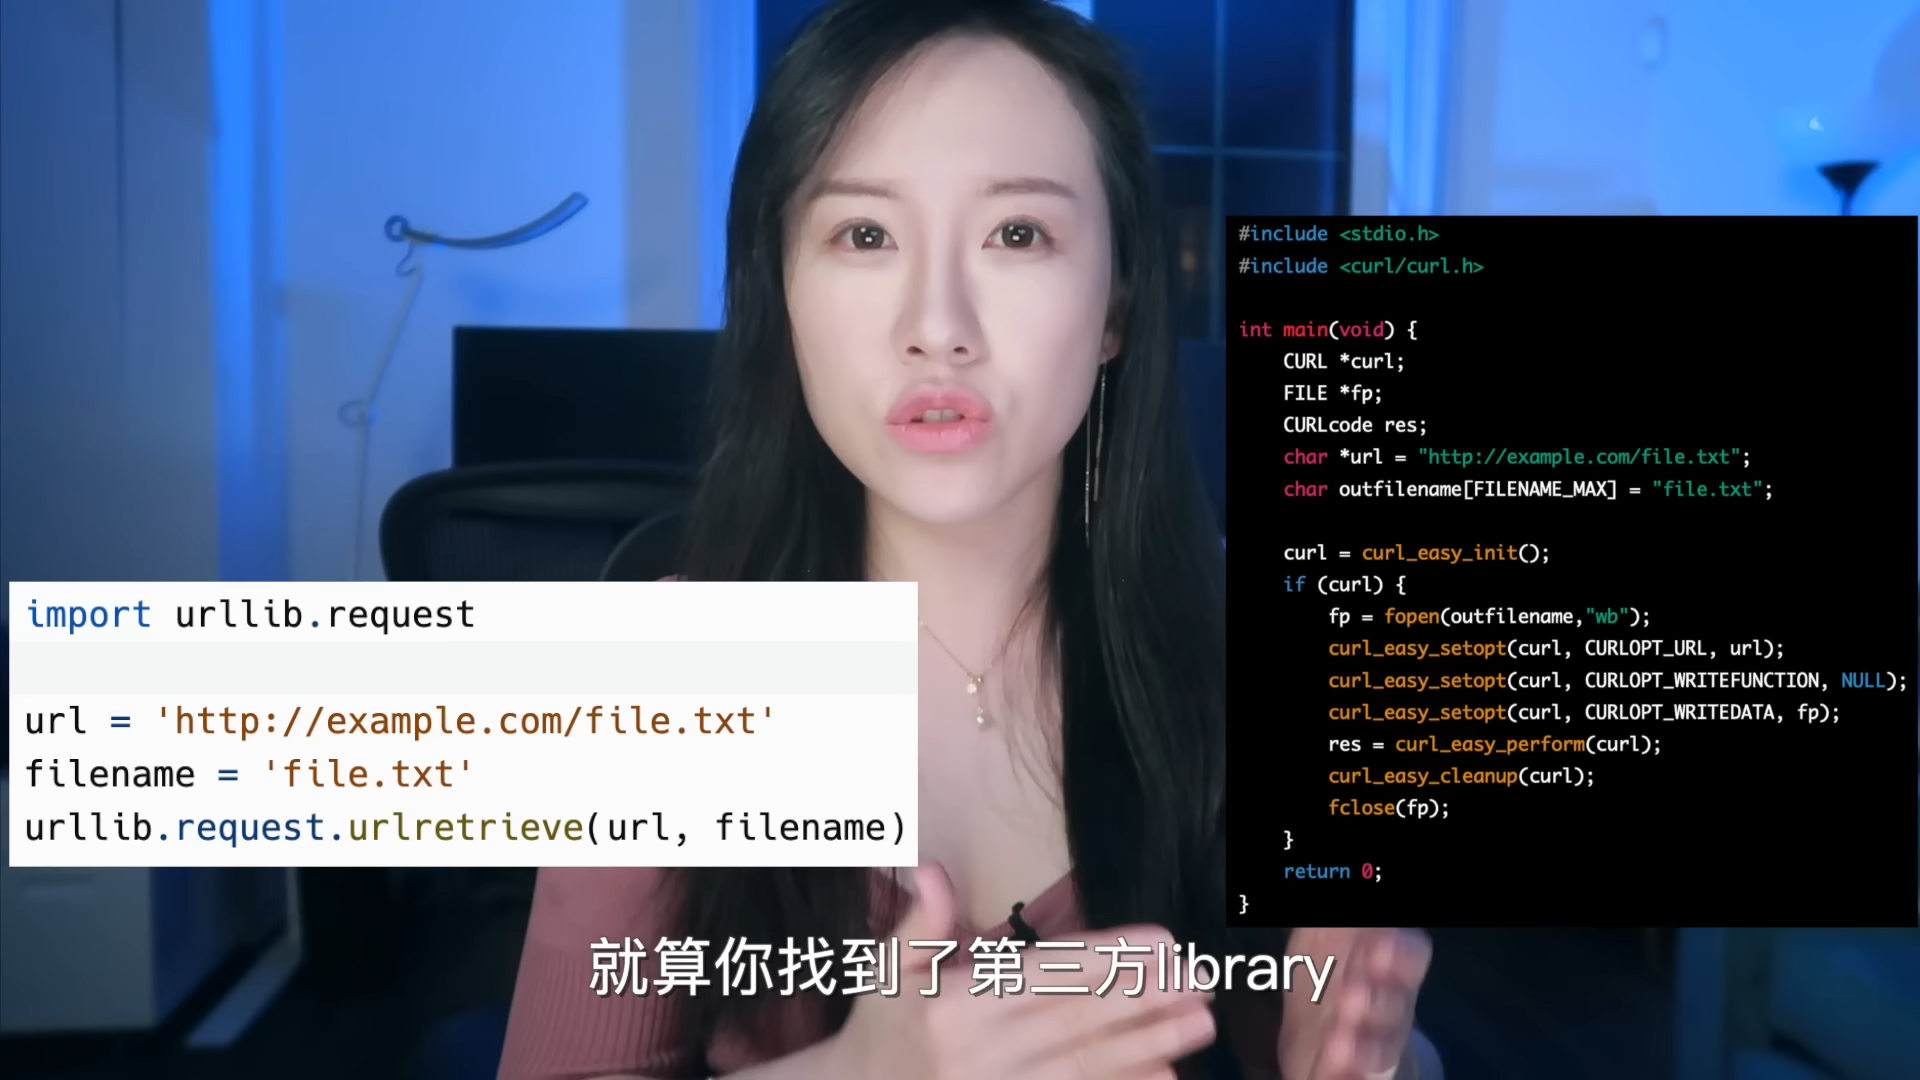 import urllib.request
url = 'http://example.com/file.txt'
filename = 'file.txt'
urllib.request.urlretrieve(url, filename)
#include <stdio.h>
#include <curl/curl.h>
int main(void) {
    CURL *curl;
    FILE *fp;
    CURLcode res;
    char *url = "http://example.com/file.txt";
    char outfilename[FILENAME_MAX] = "file.txt";
    curl = curl_easy_init();
    if (curl) {
        fp = fopen(outfilename,"wb");
        curl_easy_setopt(curl, CURLOPT_URL, url);
        curl_easy_setopt(curl, CURLOPT_WRITEFUNCTION, NULL);
        curl_easy_setopt(curl, CURLOPT_WRITEDATA, fp);
        res = curl_easy_perform(curl);
        curl_easy_cleanup(curl);
        fclose(fp);
    }
    return 0;
}
就算你找到了第三方library